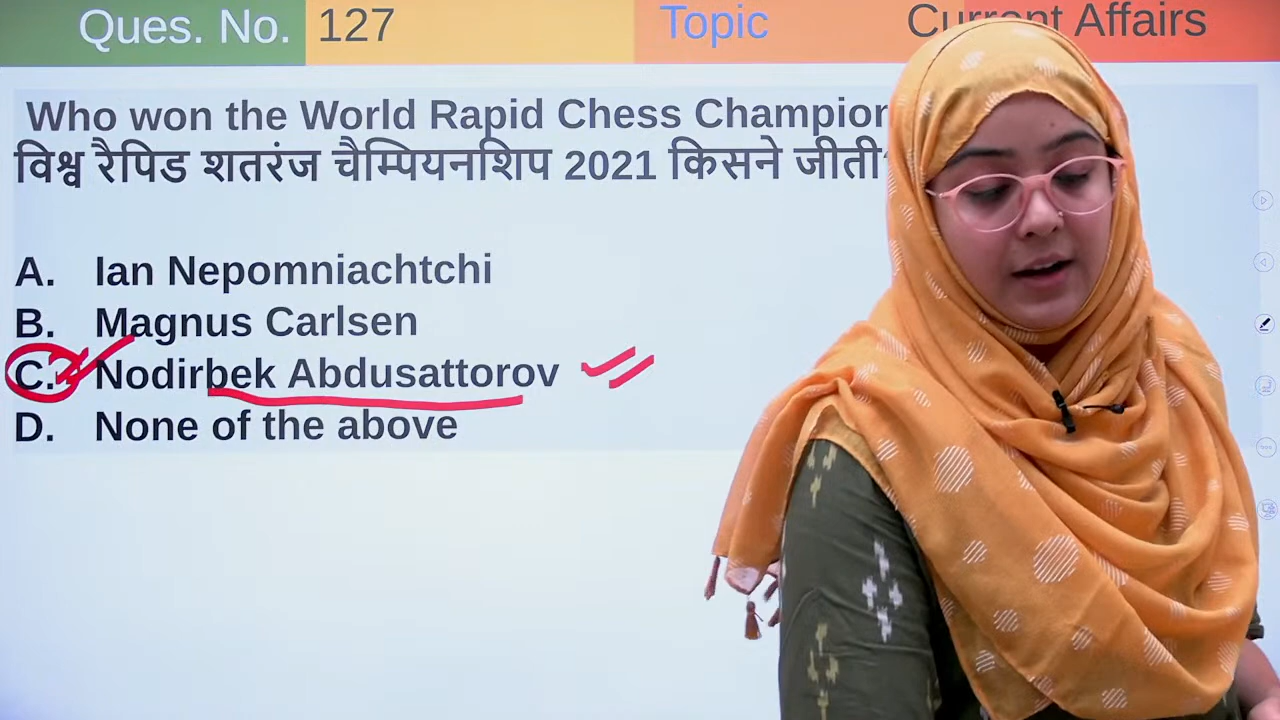 Ques. No. 127 Topic Current Affairs
Who won the World Rapid Chess Champion
विश्व रैपिड शतरंज चैम्पियनशिप 2021 किसने जीती
A. Ian Nepomniachtchi
B. Magnus Carlsen
C. Nodirbek Abdusattorov
D. None of the above